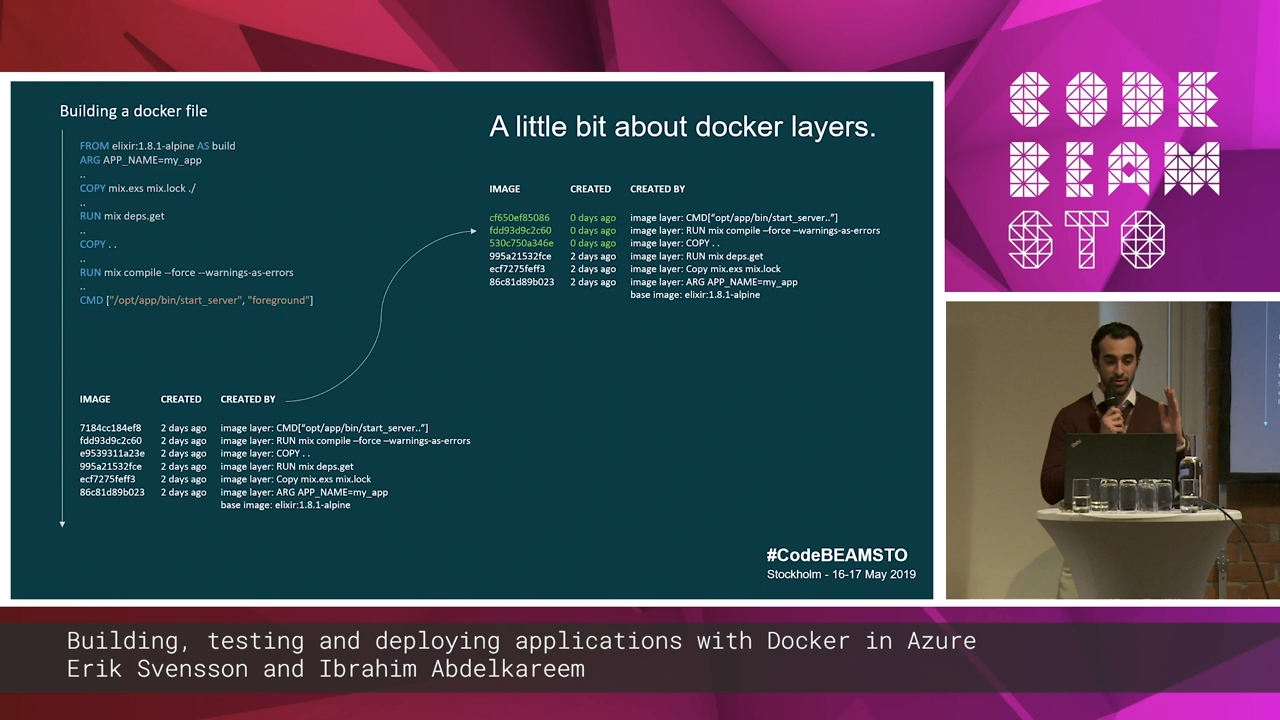 Building a docker file
FROM elixir:1.8.1-alpine AS build
ARG APP_NAME=my_app
..
COPY mix.exs mix.lock ./
..
RUN mix deps.get
..
COPY . .
..
RUN mix compile --force --warnings-as-errors
..
CMD ["/opt/app/bin/start_server", "foreground"]
IMAGE CREATED CREATED BY
7184cc184ef8 2 days ago image layer: CMD["opt/app/bin/start_server.."]
fdd93d9c2c60 2 days ago image layer: RUN mix compile –force –warnings-as-errors
e9539311a23e 2 days ago image layer: COPY . .
995a21532fce 2 days ago image layer: RUN mix deps.get
ecf7275feff3 2 days ago image layer: Copy mix.exs mix.lock
86c81d89b023 2 days ago image layer: ARG APP_NAME=my_app
base image: elixir:1.8.1-alpine
A little bit about docker layers.
IMAGE CREATED CREATED BY
cf650ef85086 0 days ago image layer: CMD["opt/app/bin/start_server.."]
fdd93d9c2c60 0 days ago image layer: RUN mix compile –force –warnings-as-errors
530c750a346e 0 days ago image layer: COPY . .
995a21532fce 2 days ago image layer: RUN mix deps.get
ecf7275feff3 2 days ago image layer: Copy mix.exs mix.lock
86c81d89b023 2 days ago image layer: ARG APP_NAME=my_app
base image: elixir:1.8.1-alpine
#CodeBEAMSTO
Stockholm - 16-17 May 2019
CODE
BEAM
STO
Building, testing and deploying applications with Docker in Azure
Erik Svensson and Ibrahim Abdelkareem